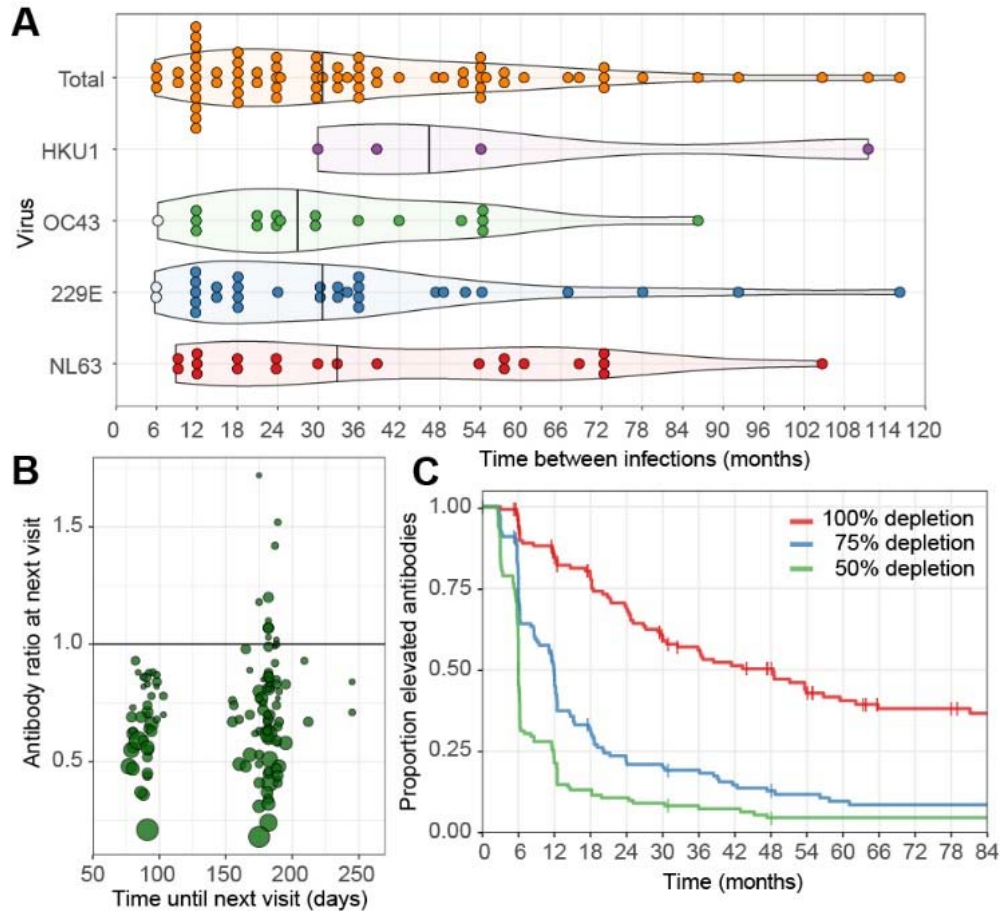 A
Total
HKU1
OC43
229E
NL63
Virus
0 6 12 18 24 30 36 42 48 54 60 66 72 78 84 90 96 102 108 114 120
Time between infections (months)
B
1.5
1.0
0.5
Antibody ratio at next visit
50 100 150 200 250
Time until next visit (days)
C
1.00
0.75
0.50
0.25
0.00
Proportion elevated antibodies
100% depletion
75% depletion
50% depletion
0 6 12 18 24 30 36 42 48 54 60 66 72 78 84
Time (months)